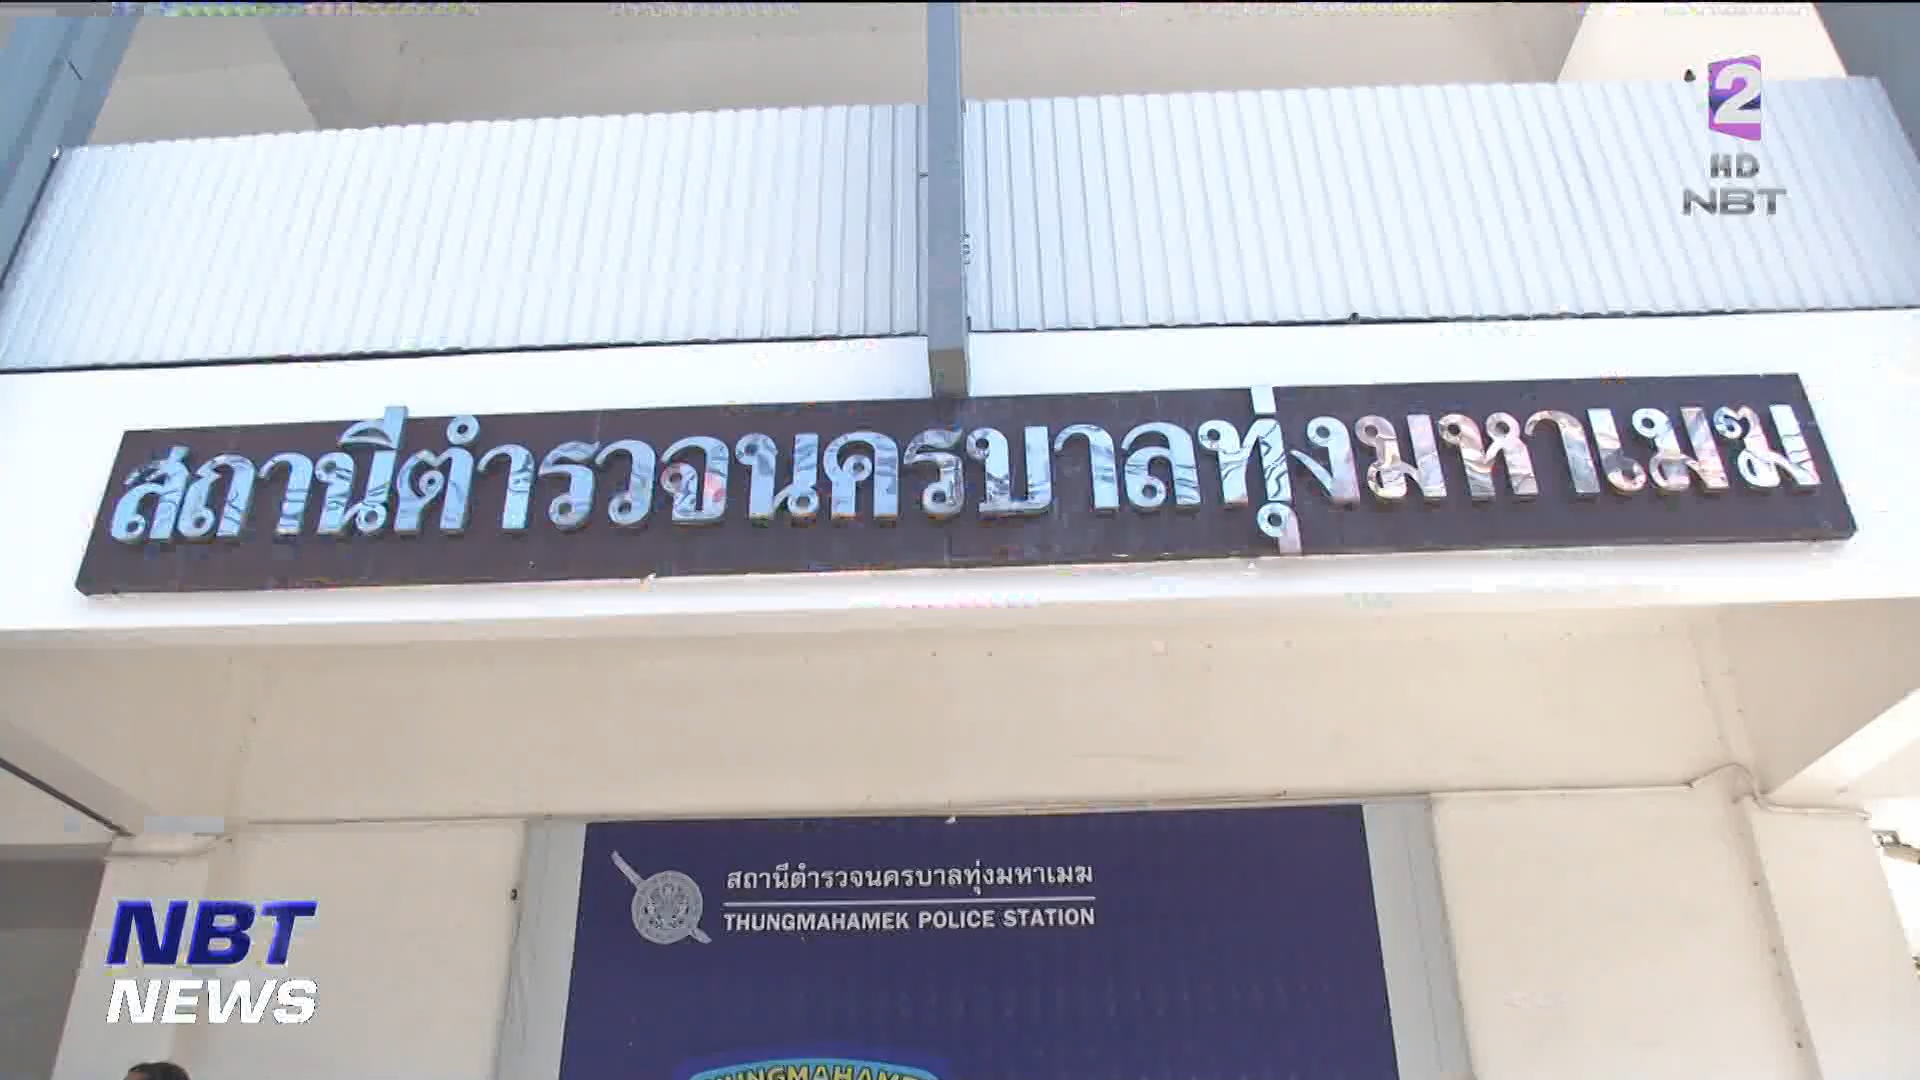 2
HD
NBT
สถานีตำรวจนครบาลทุ่งมหาเมฆ
สถานีตำรวจนครบาลทุ่งมหาเมฆ
THUNGMAHAMEK POLICE STATION
NBT
NEWS